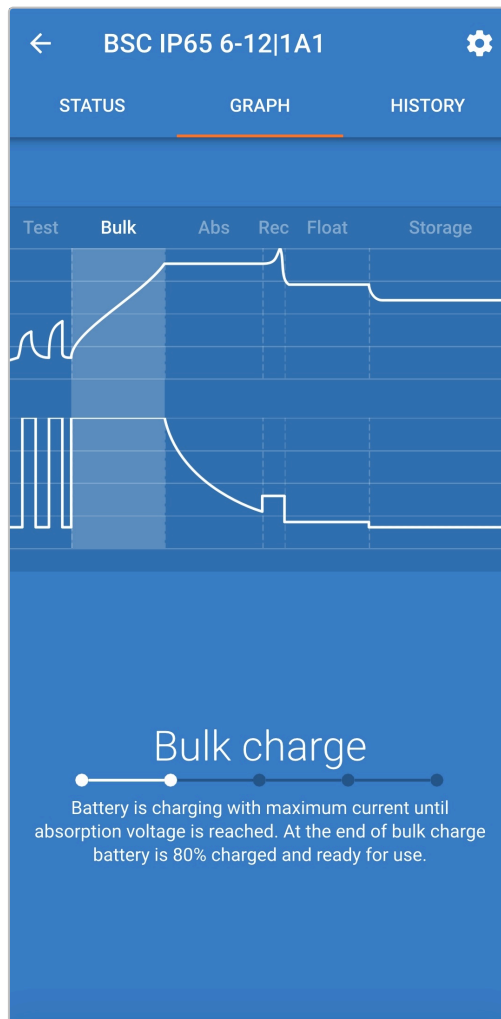 BSC IP65 6-12|1A1
STATUS GRAPH HISTORY
Test Bulk Abs Rec Float Storage
Bulk charge
Battery is charging with maximum current until
absorption voltage is reached. At the end of bulk charge
battery is 80% charged and ready for use.